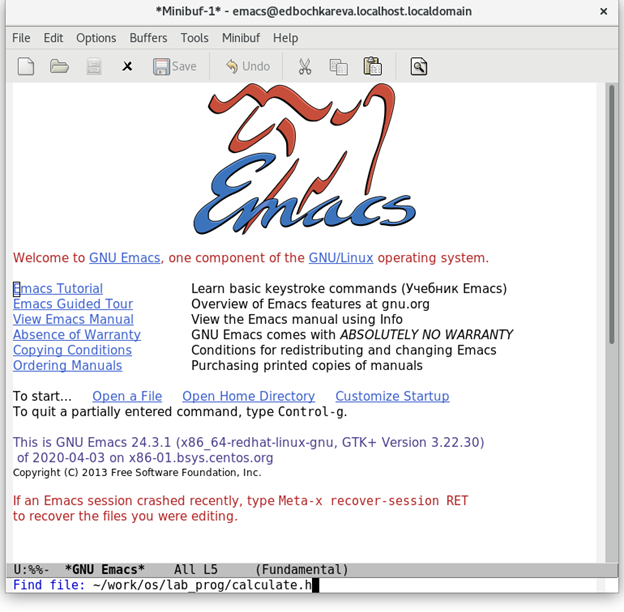 *Minibuf-1* - emacs@edbochkareva.localhost.localdomain ×
File Edit Options Buffers Tools Minibuf Help
Save Undo
Emacs
Welcome to GNU Emacs, one component of the GNU/Linux operating system.
Emacs Tutorial Learn basic keystroke commands (Учебник Emacs)
Emacs Guided Tour Overview of Emacs features at gnu.org
View Emacs Manual View the Emacs manual using Info
Absence of Warranty GNU Emacs comes with ABSOLUTELY NO WARRANTY
Copying Conditions Conditions for redistributing and changing Emacs
Ordering Manuals Purchasing printed copies of manuals
To start... Open a File Open Home Directory Customize Startup
To quit a partially entered command, type Control-g.
This is GNU Emacs 24.3.1 (x86_64-redhat-linux-gnu, GTK+ Version 3.22.30)
of 2020-04-03 on x86-01.bsys.centos.org
Copyright (C) 2013 Free Software Foundation, Inc.
If an Emacs session crashed recently, type Meta-x recover-session RET
to recover the files you were editing.
U:%%- *GNU Emacs* All L5 (Fundamental)
Find file: ~/work/os/lab_prog/calculate.h